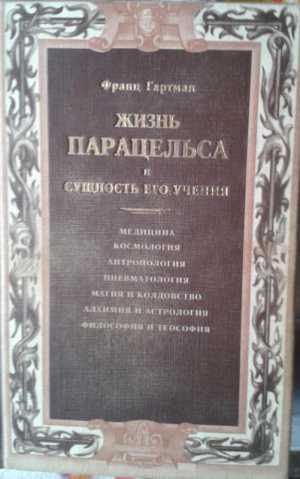 Франц Гартман
ЖИЗНЬ
ПАРАЦЕЛЬСА
и
СУЩНОСТЬ ЕГО УЧЕНИЯ
МЕДИЦИНА
КОСМОЛОГИЯ
АНТРОПОЛОГИЯ
ПНЕВМАТОЛОГИЯ
МАГИЯ И КОЛДОВСТВО
АЛХИМИЯ И АСТРОЛОГИЯ
ФИЛОСОФИЯ И ТЕОСОФИЯ